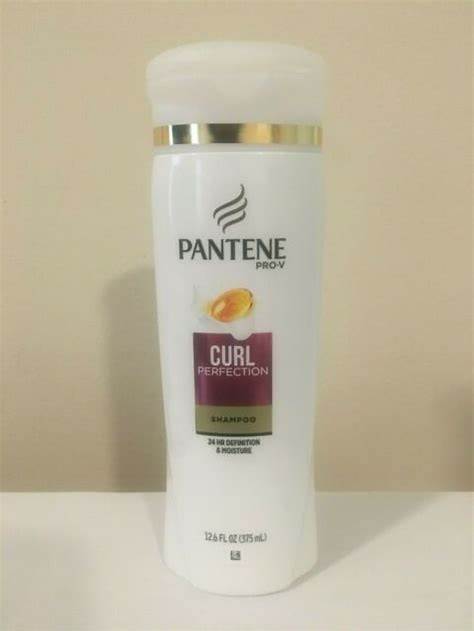 PANTENE
PRO-V
CURL
PERFECTION
SHAMPOO
24 HR DEFINITION
& MOISTURE
12.6 FL OZ (375 mL)